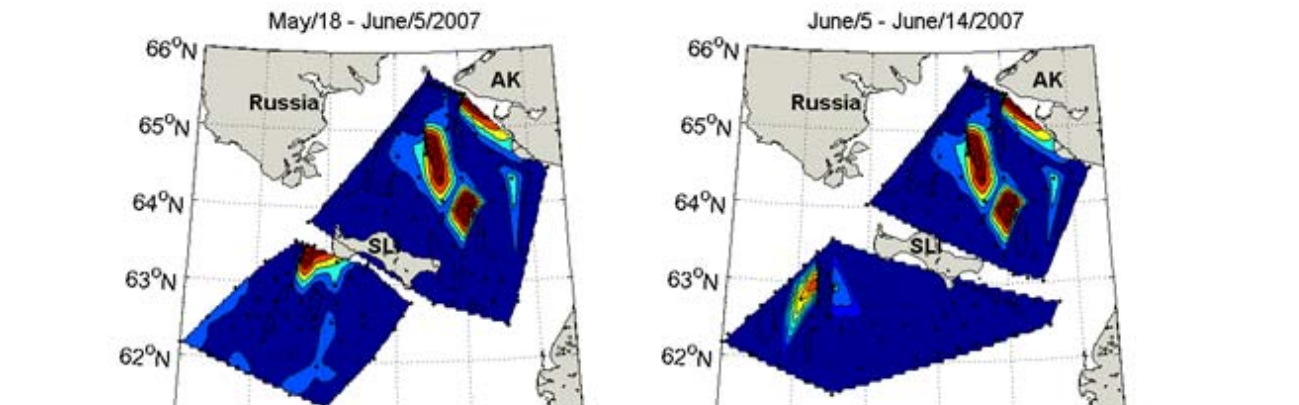 May/18 - June/5/2007
66°N
65°N
64°N
63°N
62°N
Russia
AK
SLI
June/5 - June/14/2007
66°N
65°N
64°N
63°N
62°N
Russia
AK
SLI